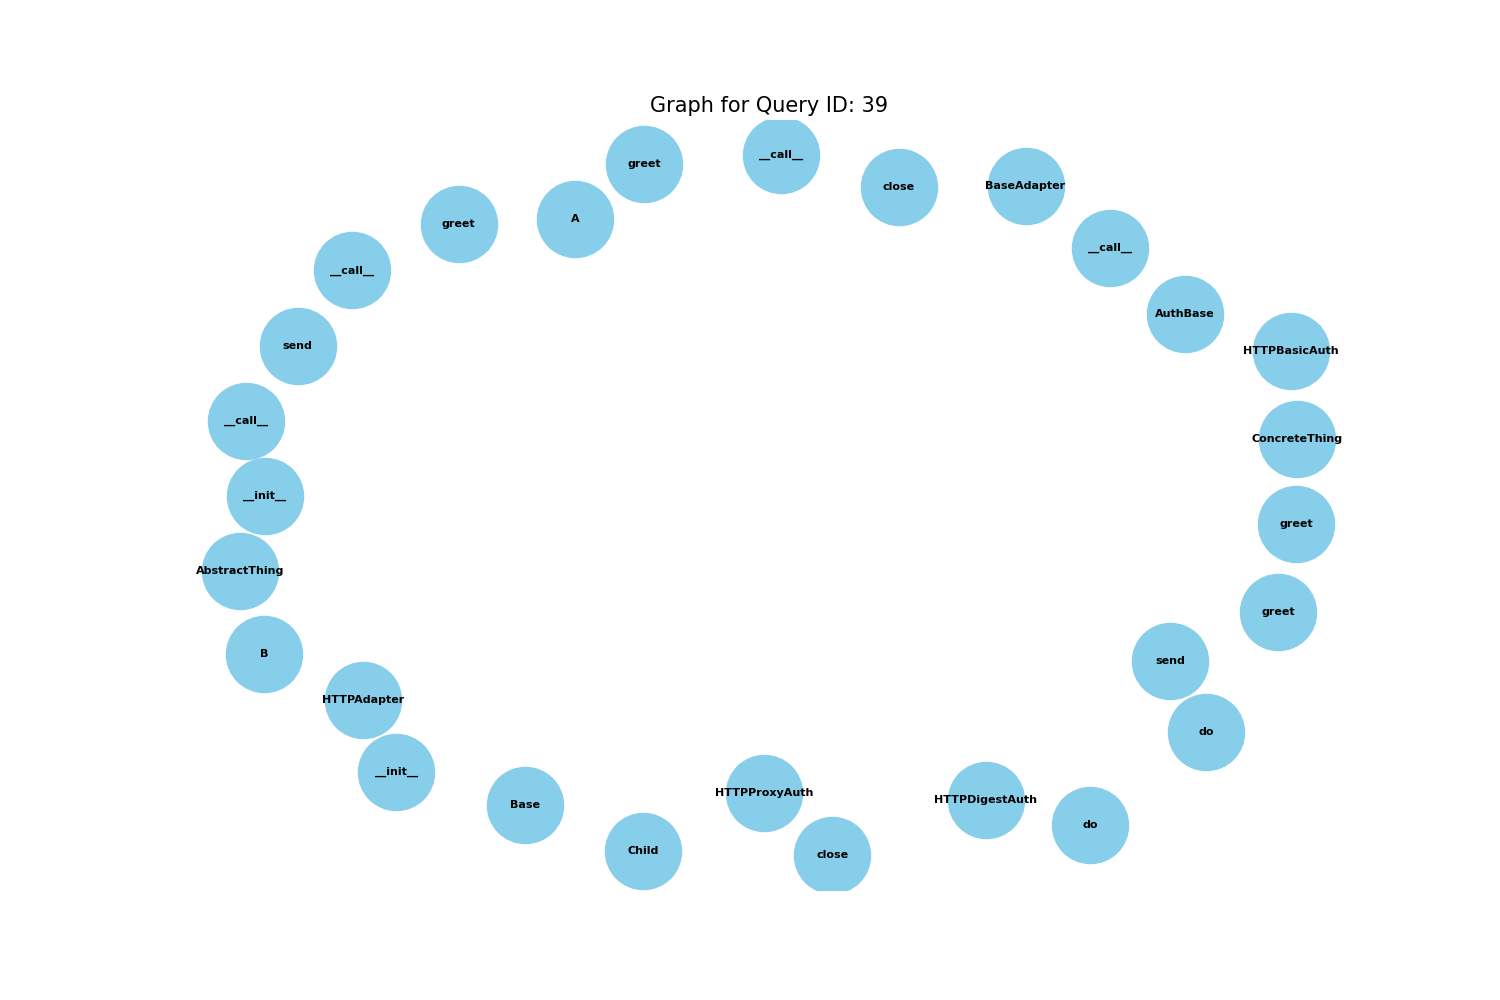 Graph for Query ID: 39
__call__
greet
close
BaseAdapter
A
greet
__call__
__call__
AuthBase
send
HTTPBasicAuth
__call__
ConcreteThing
__init__
greet
AbstractThing
greet
B
send
HTTPAdapter
do
__init__
HTTPProxyAuth
HTTPDigestAuth
Base
do
Child
close